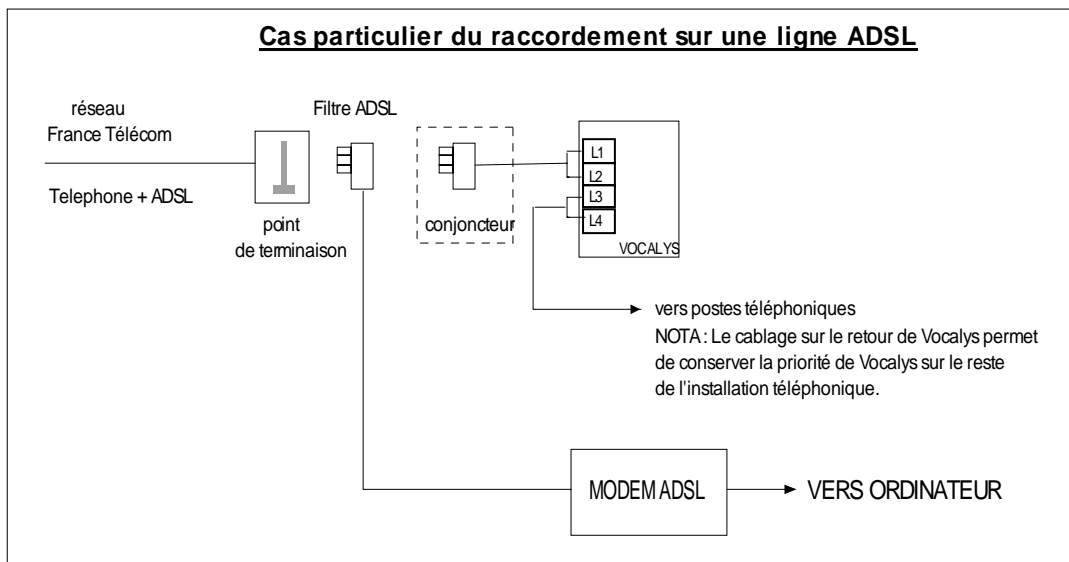 Cas particulier du raccordement sur une ligne ADSL
réseau
France Télécom
Filtre ADSL
L1
L2
L3
L4
Telephone + ADSL
point
de terminaison
conjoncteur
VOCALYS
vers postes téléphoniques
NOTA : Le cablage sur le retour de Vocalys permet
de conserver la priorité de Vocalys sur le reste
de l'installation téléphonique.
MODEM ADSL
VERS ORDINATEUR